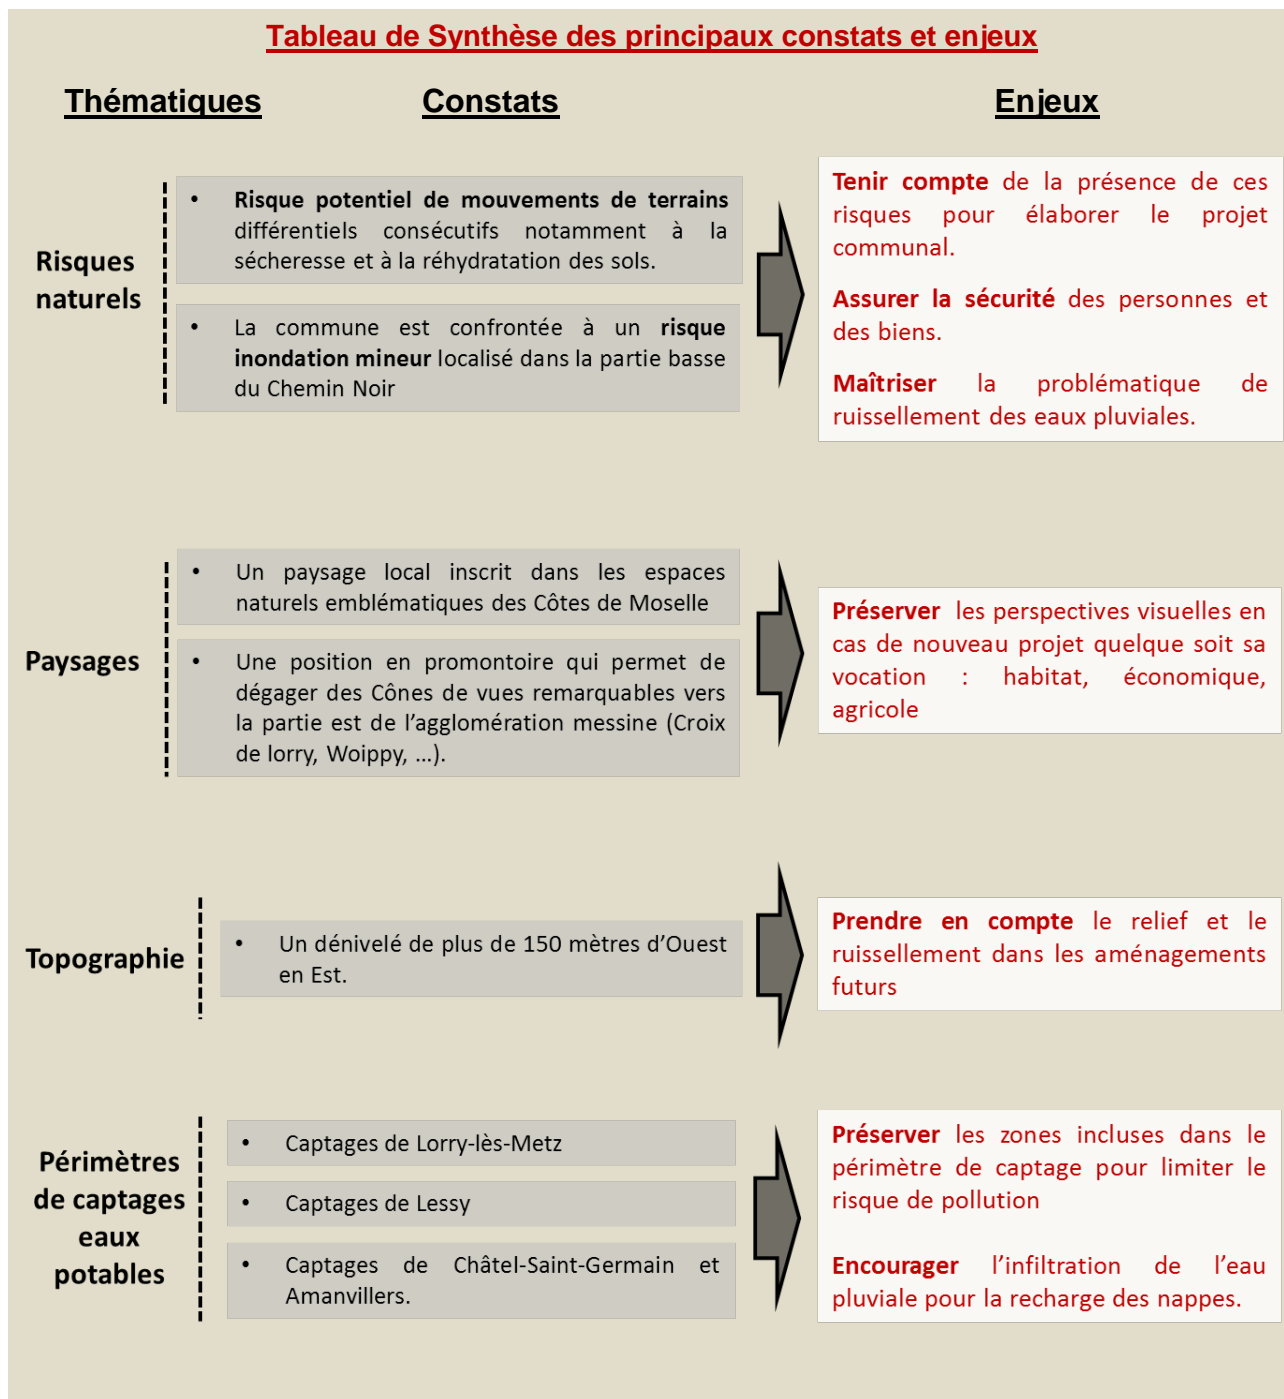 Tableau de Synthèse des principaux constats et enjeux
Thématiques
Constats
Enjeux
Risques
naturels
• Risque potentiel de mouvements de terrains
différentiels consécutifs notamment à la
sécheresse et à la réhydratation des sols.
• La commune est confrontée à un risque
inondation mineur localisé dans la partie basse
du Chemin Noir
Tenir compte de la présence de ces
risques pour élaborer le projet
communal.
Assurer la sécurité des personnes et
des biens.
Maîtriser la problématique de
ruissellement des eaux pluviales.
Paysages
• Un paysage local inscrit dans les espaces
naturels emblématiques des Côtes de Moselle
• Une position en promontoire qui permet de
dégager des Cônes de vues remarquables vers
la partie est de l’agglomération messine (Croix
de lorry, Woippy, …).
Préserver les perspectives visuelles en
cas de nouveau projet quelque soit sa
vocation : habitat, économique,
agricole
Topographie
• Un dénivelé de plus de 150 mètres d’Ouest
en Est.
Prendre en compte le relief et le
ruissellement dans les aménagements
futurs
Périmètres
de captages
eaux
potables
• Captages de Lorry-lès-Metz
• Captages de Lessy
• Captages de Châtel-Saint-Germain et
Amanvillers.
Préserver les zones incluses dans le
périmètre de captage pour limiter le
risque de pollution
Encourager l’infiltration de l’eau
pluviale pour la recharge des nappes.